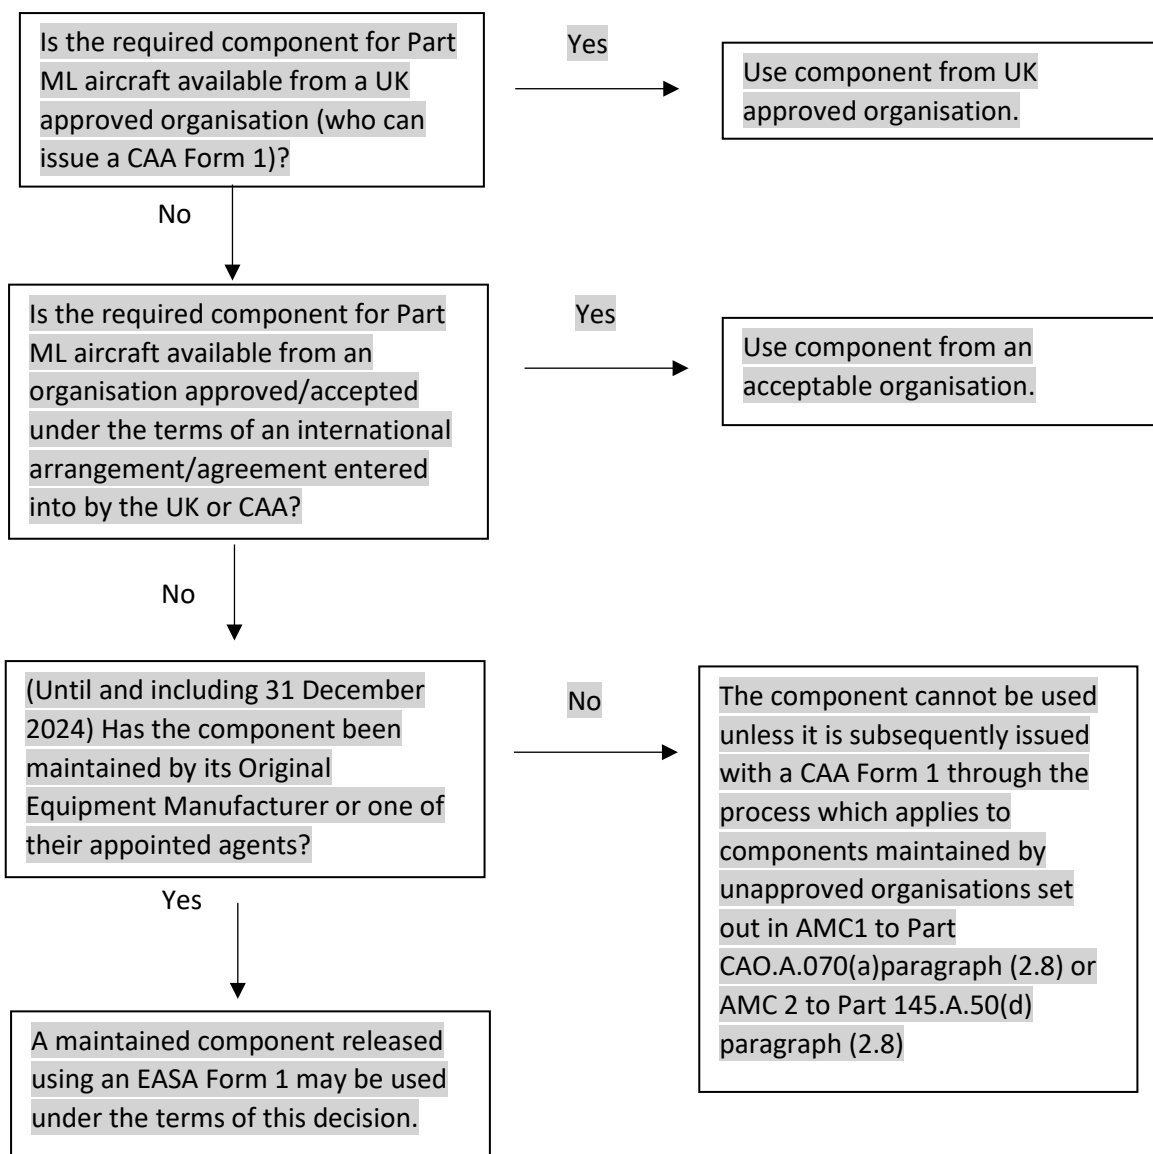 Is the required component for Part
ML aircraft available from a UK
approved organisation (who can
issue a CAA Form 1)?
Yes
Use component from UK
approved organisation.
No
Is the required component for Part
ML aircraft available from an
organisation approved/accepted
under the terms of an international
arrangement/agreement entered
into by the UK or CAA?
Yes
Use component from an
acceptable organisation.
No
(Until and including 31 December
2024) Has the component been
maintained by its Original
Equipment Manufacturer or one of
their appointed agents?
No
The component cannot be used
unless it is subsequently issued
with a CAA Form 1 through the
process which applies to
components maintained by
unapproved organisations set
out in AMC1 to Part
CAO.A.070(a)paragraph (2.8) or
AMC 2 to Part 145.A.50(d)
paragraph (2.8)
Yes
A maintained component released
using an EASA Form 1 may be used
under the terms of this decision.